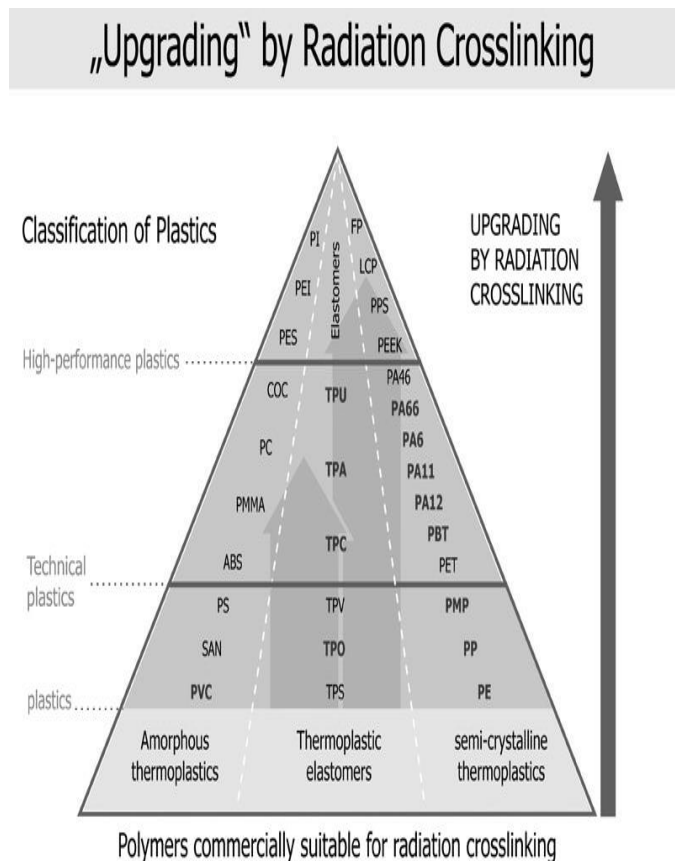 „Upgrading“ by Radiation Crosslinking
Classification of Plastics
UPGRADING
BY RADIATION
CROSSLINKING
High-performance plastics
Technical
plastics
plastics
PI
PEI
PES
COC
PC
PMMA
ABS
PS
SAN
PVC
Amorphous
thermoplastics
Elastomers
TPU
TPA
TPC
TPV
TPO
TPS
Thermoplastic
elastomers
FP
LCP
PPS
PEEK
PA46
PA66
PA6
PA11
PA12
PBT
PET
PMP
PP
PE
semi-crystalline
thermoplastics
Polymers commercially suitable for radiation crosslinking